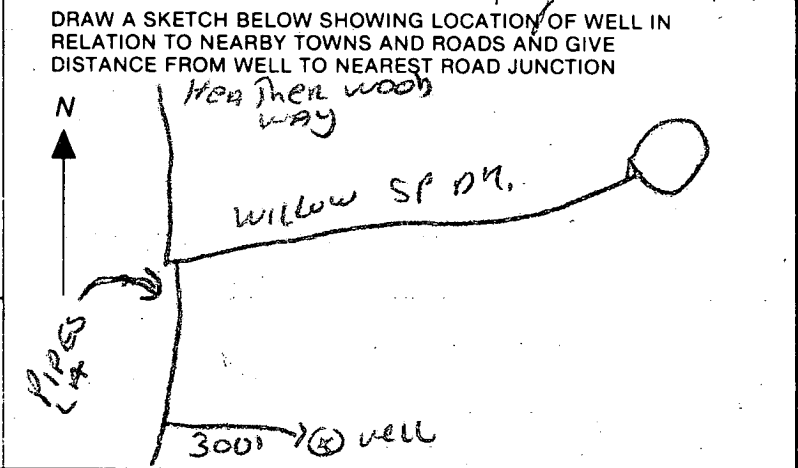 DRAW A SKETCH BELOW SHOWING LOCATION OF WELL IN
RELATION TO NEARBY TOWNS AND ROADS AND GIVE
DISTANCE FROM WELL TO NEAREST ROAD JUNCTION
N
HEATHER WOOD
WAY
WILLOW SP DR.
PIPES
300' well